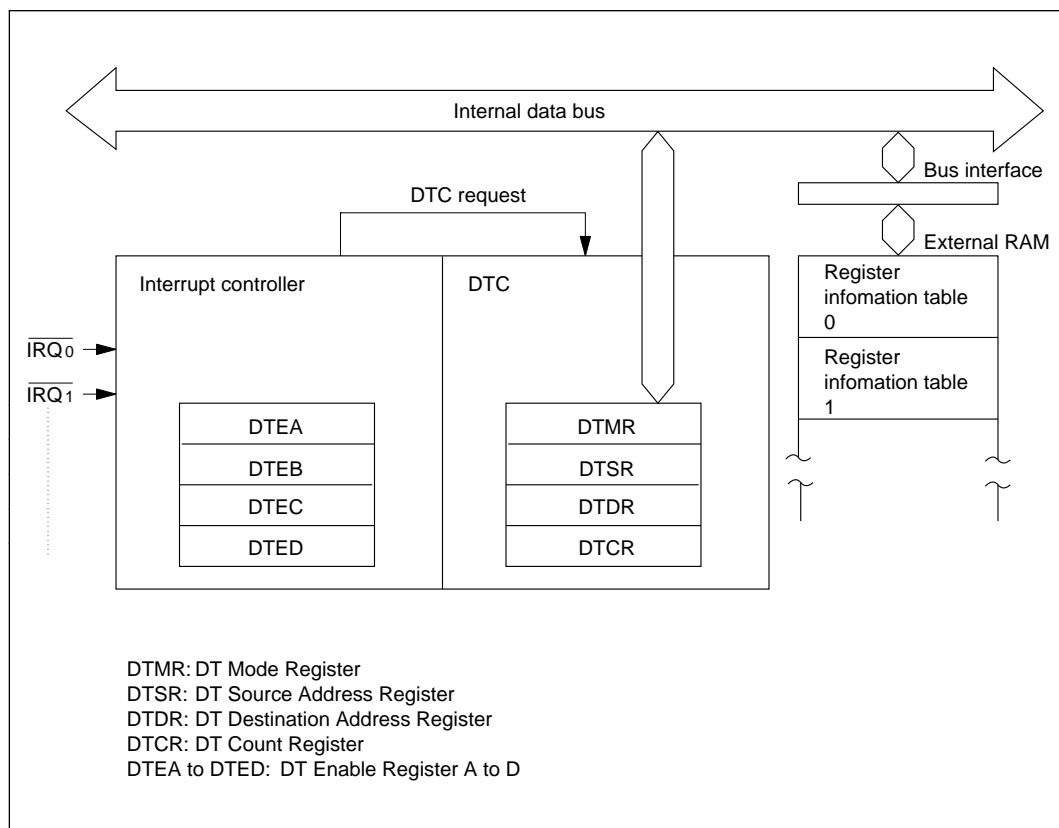 Internal data bus
Bus interface
DTC request
External RAM
Interrupt controller
DTC
Register
infomation table
0
IRQ0
Register
infomation table
1
IRQ1
DTEA
DTEB
DTEC
DTED
DTMR
DTSR
DTDR
DTCR
DTMR: DT Mode Register
DTSR: DT Source Address Register
DTDR: DT Destination Address Register
DTCR: DT Count Register
DTEA to DTED: DT Enable Register A to D